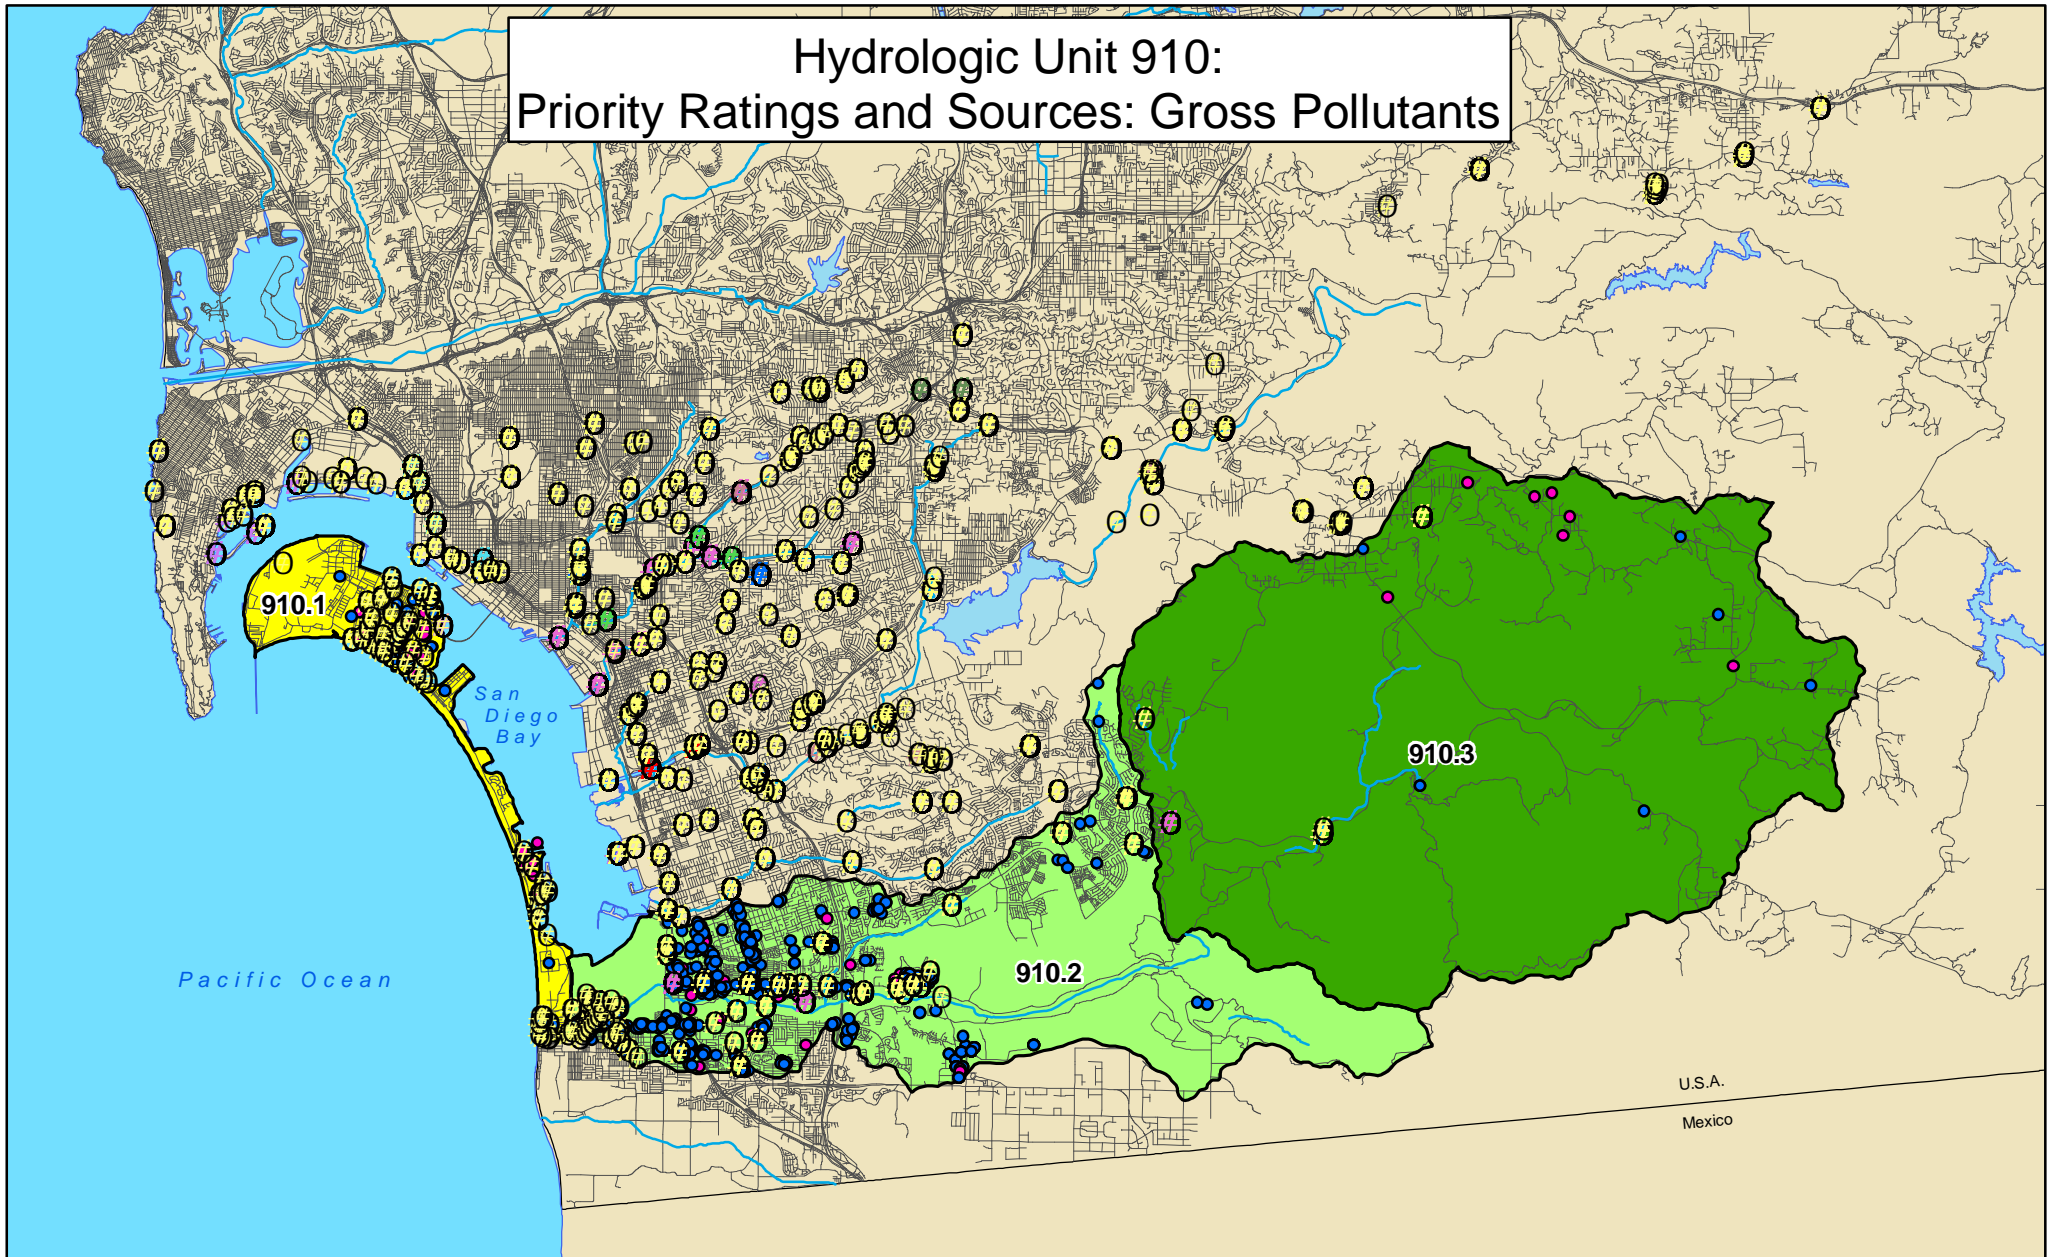 Hydrologic Unit 910:
Priority Ratings and Sources: Gross Pollutants
910.1
San
Diego
Bay
910.3
910.2
Pacific Ocean
U.S.A.
Mexico